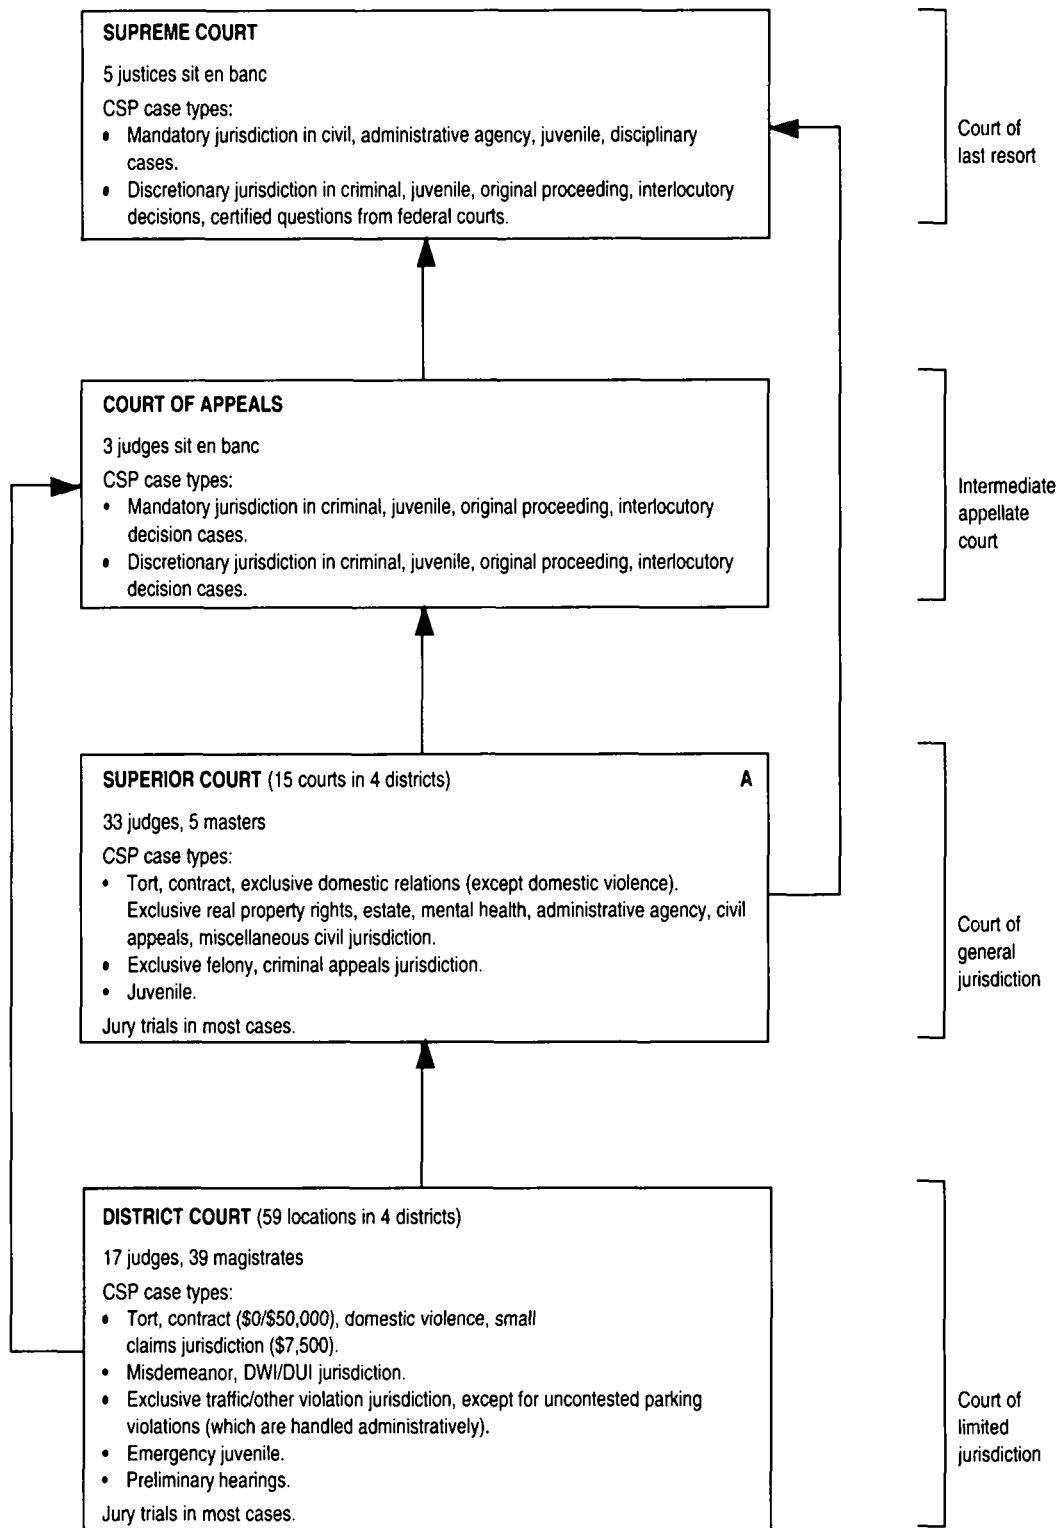 SUPREME COURT
5 justices sit en banc
CSP case types:
• Mandatory jurisdiction in civil, administrative agency, juvenile, disciplinary
cases.
• Discretionary jurisdiction in criminal, juvenile, original proceeding, interlocutory
decisions, certified questions from federal courts.
Court of
last resort
COURT OF APPEALS
3 judges sit en banc
CSP case types:
• Mandatory jurisdiction in criminal, juvenile, original proceeding, interlocutory
decision cases.
• Discretionary jurisdiction in criminal, juvenile, original proceeding, interlocutory
decision cases.
Intermediate
appellate
court
SUPERIOR COURT (15 courts in 4 districts) A
33 judges, 5 masters
CSP case types:
• Tort, contract, exclusive domestic relations (except domestic violence).
Exclusive real property rights, estate, mental health, administrative agency, civil
appeals, miscellaneous civil jurisdiction.
• Exclusive felony, criminal appeals jurisdiction.
• Juvenile.
Jury trials in most cases.
Court of
general
jurisdiction
DISTRICT COURT (59 locations in 4 districts)
17 judges, 39 magistrates
CSP case types:
• Tort, contract ($0/$50,000), domestic violence, small
claims jurisdiction ($7,500).
• Misdemeanor, DWI/DUI jurisdiction.
• Exclusive traffic/other violation jurisdiction, except for uncontested parking
violations (which are handled administratively).
• Emergency juvenile.
• Preliminary hearings.
Jury trials in most cases.
Court of
limited
jurisdiction